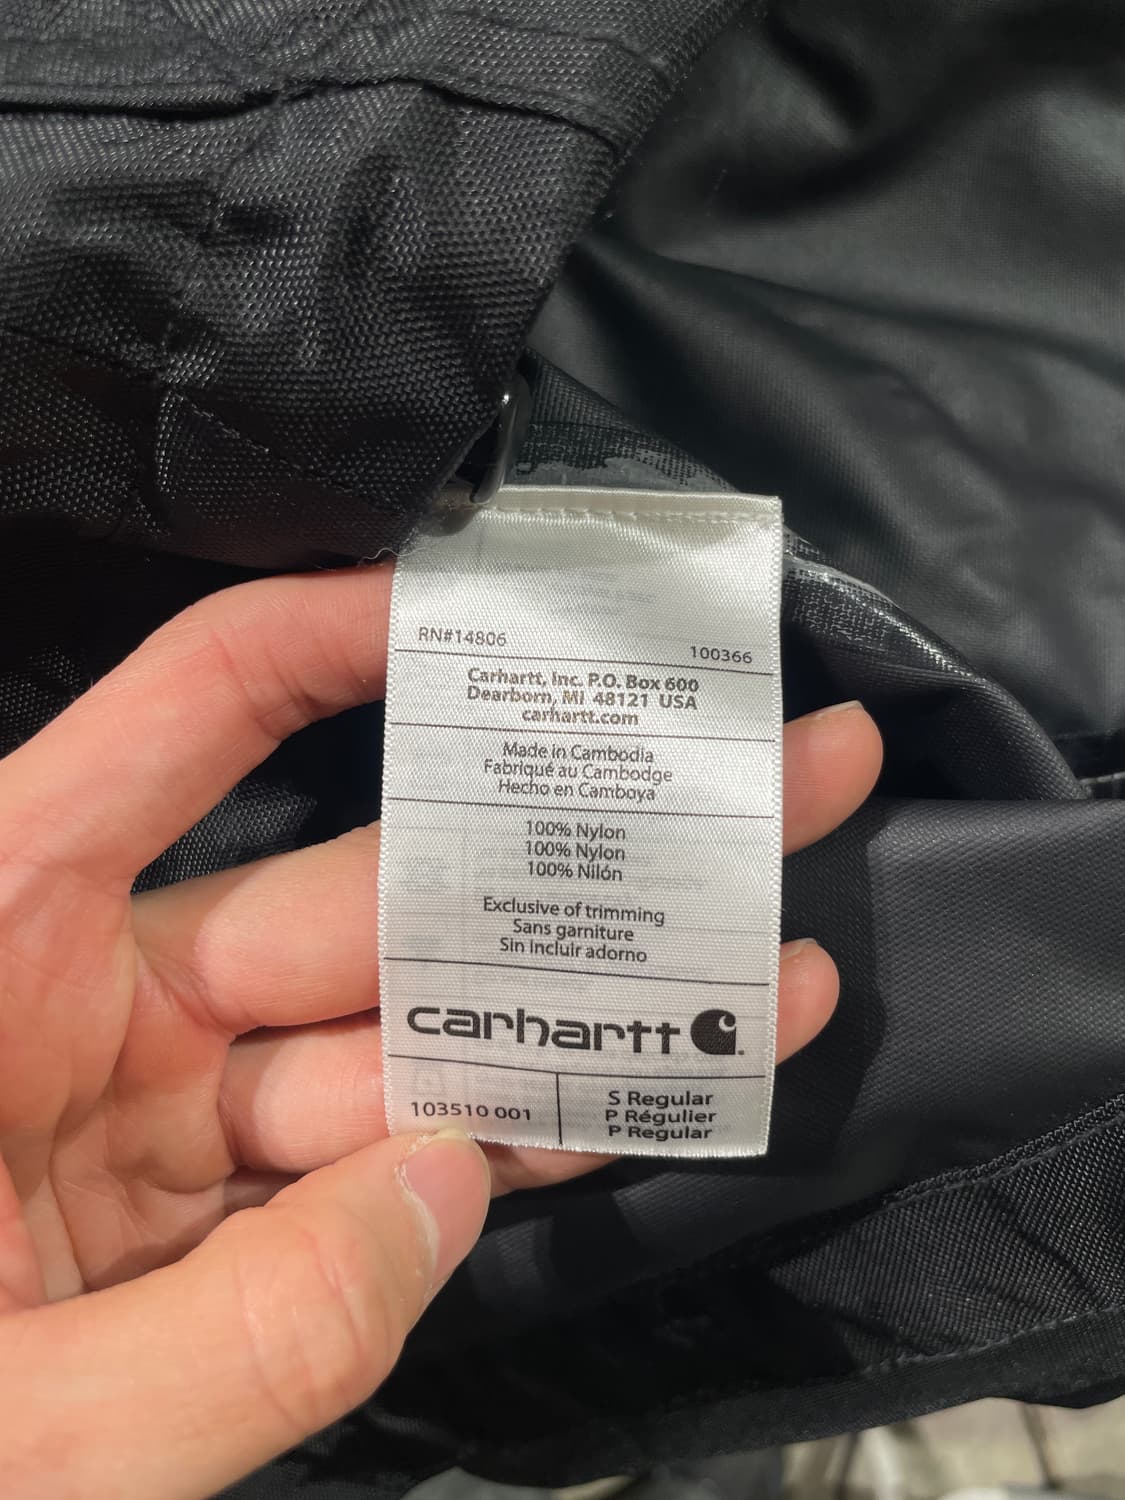 RN#14806
100366
Carhartt, Inc. P.O. Box 600
Dearborn, MI 48121 USA
carhartt.com
Made in Cambodia
Fabriqué au Cambodge
Hecho en Camboya
100% Nylon
100% Nylon
100% Nilón
Exclusive of trimming
Sans garniture
Sin incluir adorno
carhartt
103510 001
S Regular
P Régulier
P Regular